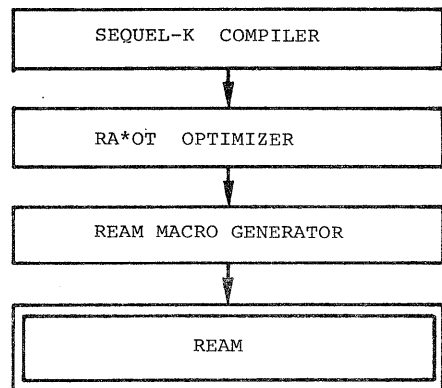 SEQUEL-K COMPILER
RA*OT OPTIMIZER
REAM MACRO GENERATOR
REAM